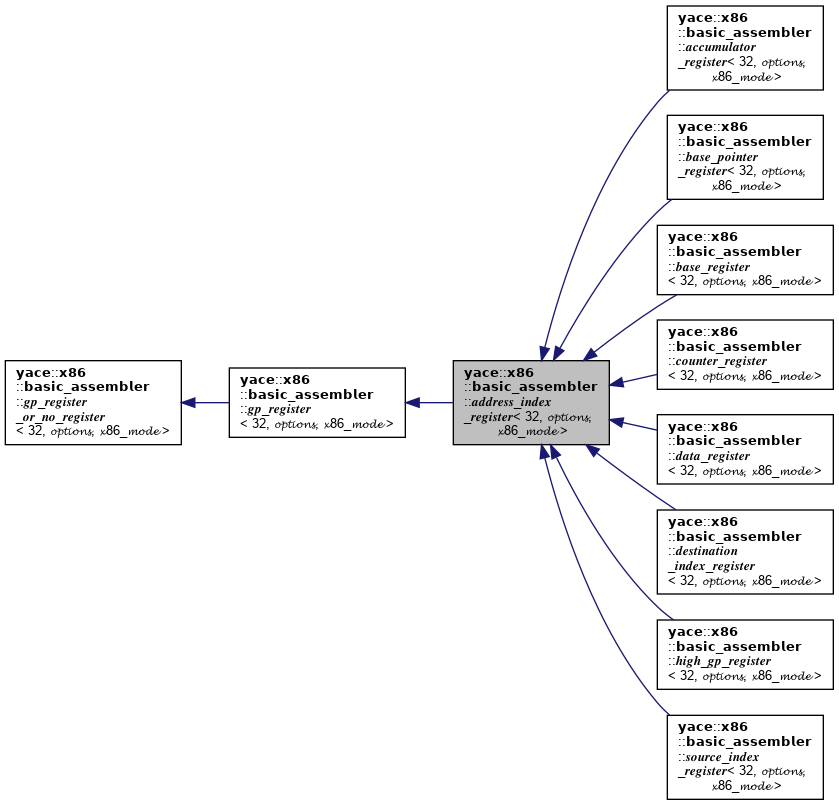 yace::x86
::basic_assembler
::gp_register
_or_no_register
< 32, options, x86_mode >
yace::x86
::basic_assembler
::gp_register
< 32, options, x86_mode >
yace::x86
::basic_assembler
::address_index
_register< 32, options,
x86_mode >
yace::x86
::basic_assembler
::accumulator
_register< 32, options,
x86_mode >
yace::x86
::basic_assembler
::base_pointer
_register< 32, options,
x86_mode >
yace::x86
::basic_assembler
::base_register
< 32, options, x86_mode >
yace::x86
::basic_assembler
::counter_register
< 32, options, x86_mode >
yace::x86
::basic_assembler
::data_register
< 32, options, x86_mode >
yace::x86
::basic_assembler
::destination
_index_register
< 32, options, x86_mode >
yace::x86
::basic_assembler
::high_gp_register
< 32, options, x86_mode >
yace::x86
::basic_assembler
::source_index
_register< 32, options,
x86_mode >